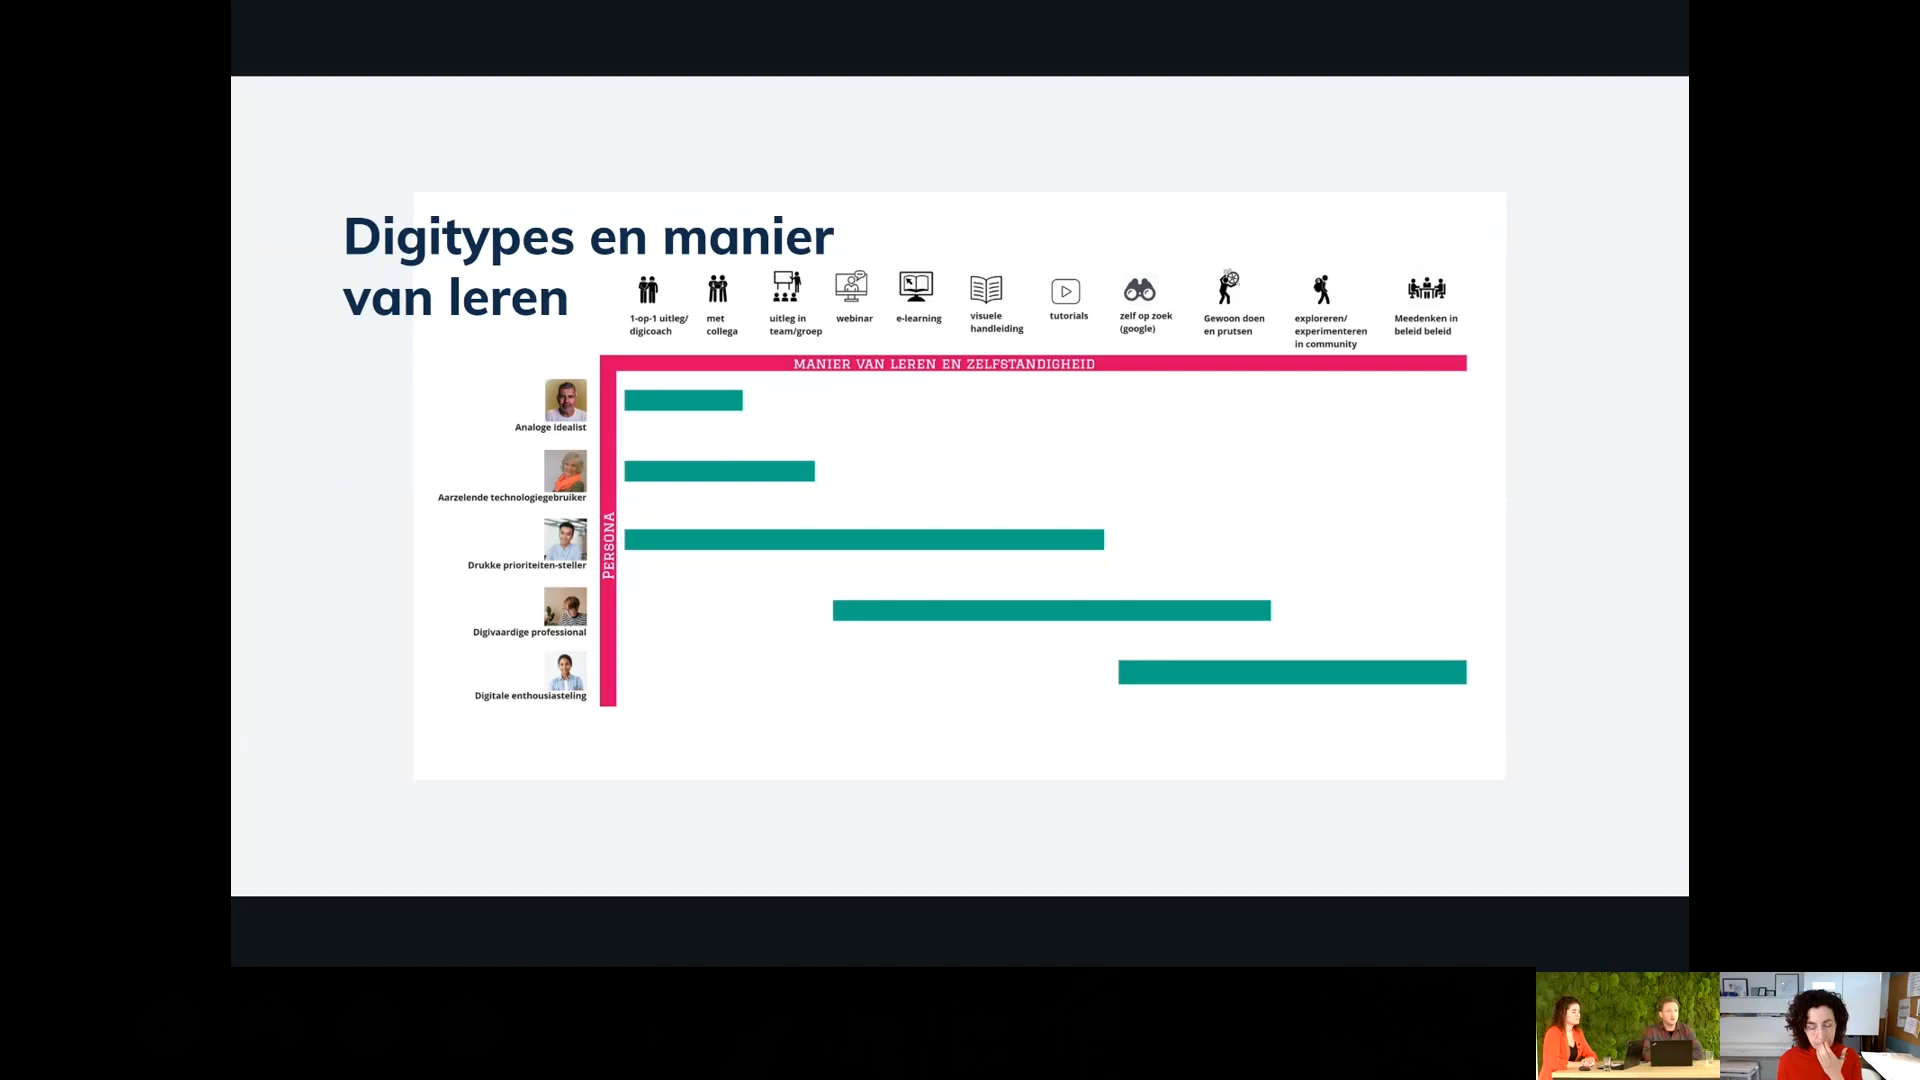 Digitypes en manier
van leren
1-op-1 uitleg/
digicoach
met
collega
uitleg in
team/groep
webinar
e-learning
visuele
handleiding
tutorials
zelf op zoek
(google)
Gewoon doen
en prutsen
exploreren/
experimenteren
in community
Meedenken in
beleid beleid
MANIER VAN LEREN EN ZELFSTANDIGHEID
PERSONA
Analoge idealist
Aarzelende technologiegebruiker
Drukke prioriteiten-steller
Digivaardige professional
Digitale enthousiasteling